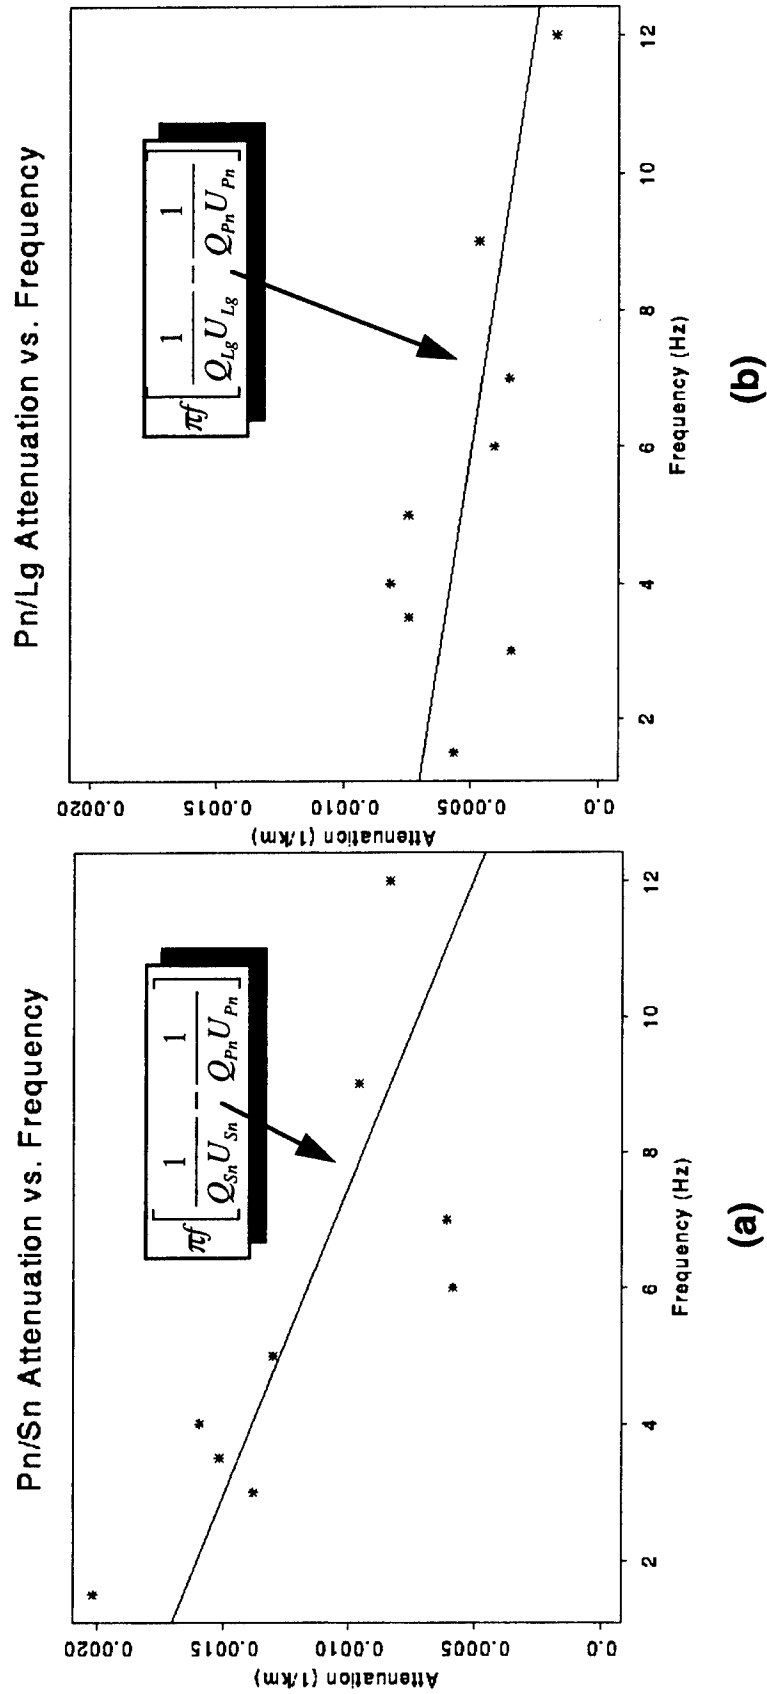 Pn/Sn Attenuation vs. Frequency
πf [ 1 / Q_Sn U_Sn - 1 / Q_Pn U_Pn ]
Attenuation (1/km)
0.0020
0.0015
0.0010
0.0005
0.0
2 4 6 8 10 12
Frequency (Hz)
(a)
Pn/Lg Attenuation vs. Frequency
πf [ 1 / Q_Lg U_Lg - 1 / Q_Pn U_Pn ]
Attenuation (1/km)
0.0020
0.0015
0.0010
0.0005
0.0
2 4 6 8 10 12
Frequency (Hz)
(b)